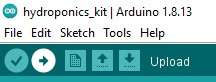 hydroponics_kit | Arduino 1.8.13
File Edit Sketch Tools Help
Upload